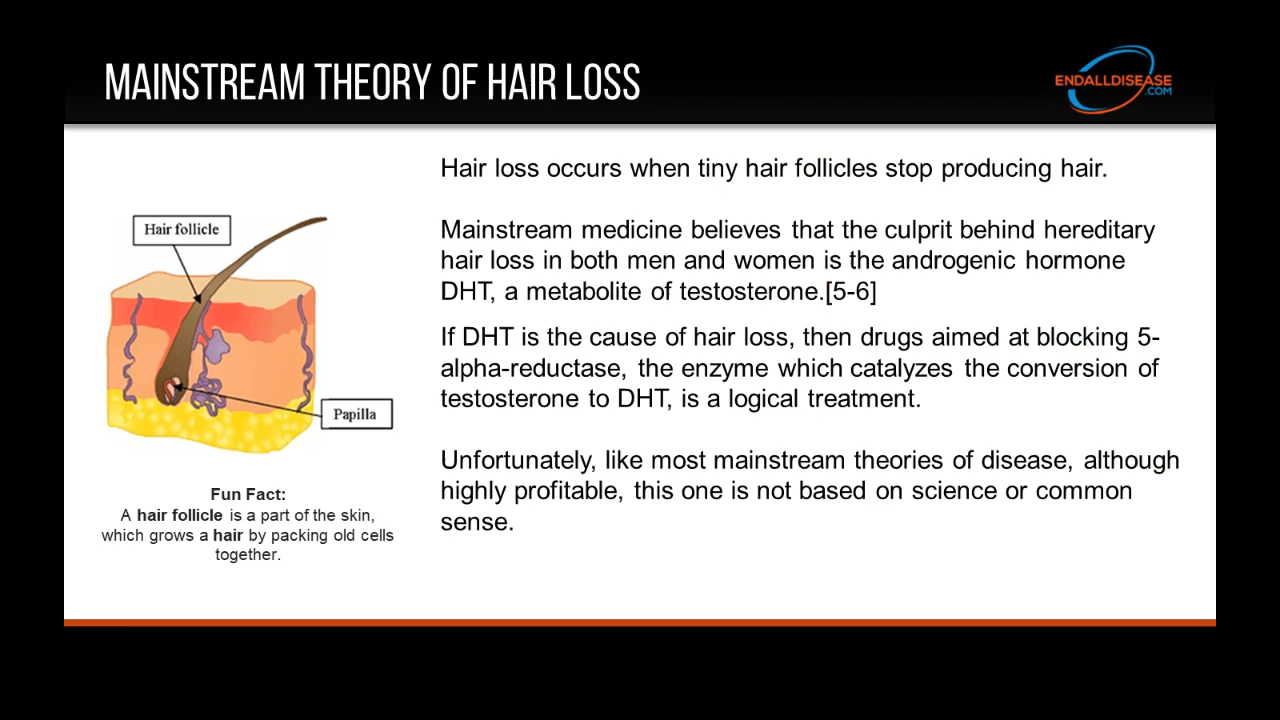 MAINSTREAM THEORY OF HAIR LOSS
ENDALLDISEASE
.COM
Hair follicle
Papilla
Fun Fact:
A hair follicle is a part of the skin,
which grows a hair by packing old cells
together.
Hair loss occurs when tiny hair follicles stop producing hair.
Mainstream medicine believes that the culprit behind hereditary
hair loss in both men and women is the androgenic hormone
DHT, a metabolite of testosterone.[5-6]
If DHT is the cause of hair loss, then drugs aimed at blocking 5-
alpha-reductase, the enzyme which catalyzes the conversion of
testosterone to DHT, is a logical treatment.
Unfortunately, like most mainstream theories of disease, although
highly profitable, this one is not based on science or common
sense.